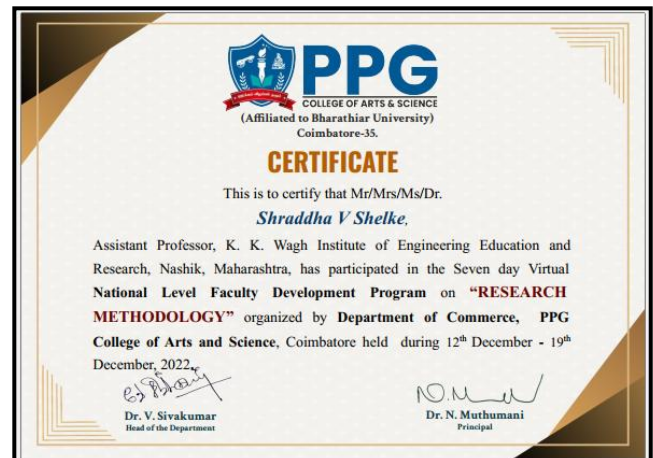 PPG
COLLEGE OF ARTS & SCIENCE
(Affiliated to Bharathiar University)
Coimbatore-35.
CERTIFICATE
This is to certify that Mr/Mrs/Ms/Dr.
Shraddha V Shelke,
Assistant Professor, K. K. Wagh Institute of Engineering Education and
Research, Nashik, Maharashtra, has participated in the Seven day Virtual
National Level Faculty Development Program on “RESEARCH
METHODOLOGY” organized by Department of Commerce, PPG
College of Arts and Science, Coimbatore held during 12th December - 19th
December, 2022.
Dr. V. Sivakumar
Head of the Department
Dr. N. Muthumani
Principal